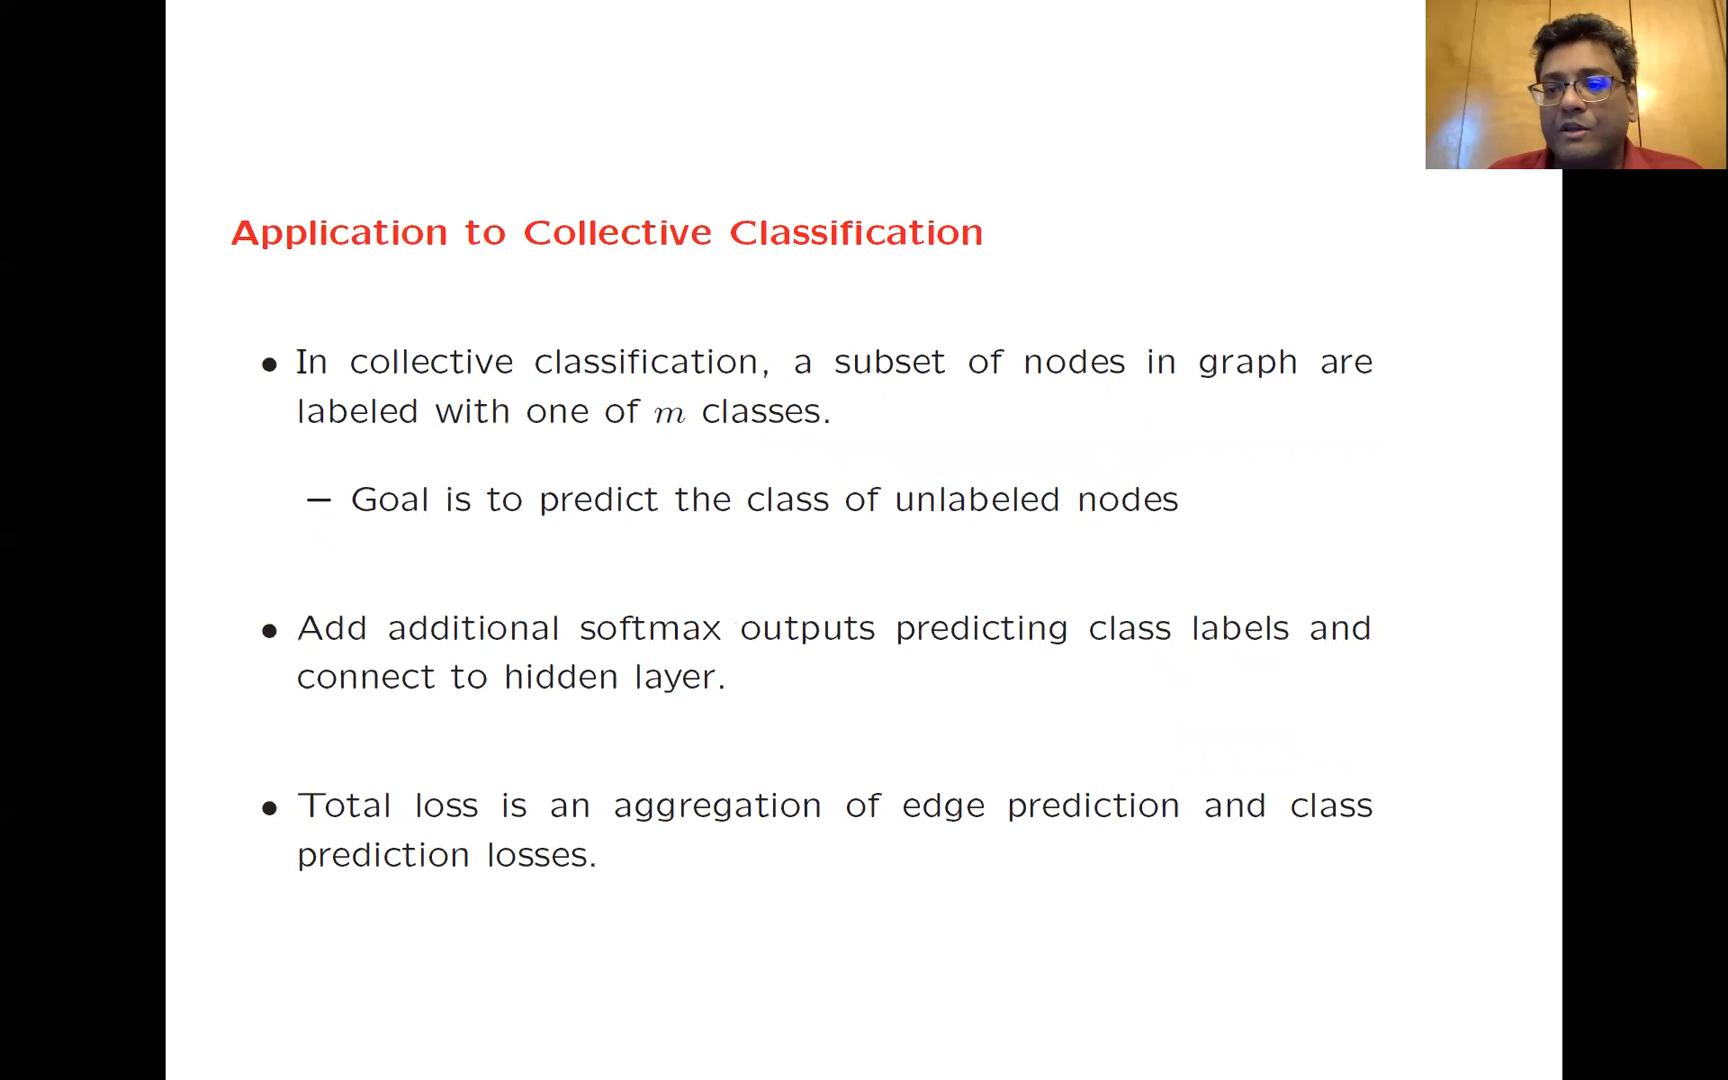 Application to Collective Classification
• In collective classification, a subset of nodes in graph are
labeled with one of m classes.
– Goal is to predict the class of unlabeled nodes
• Add additional softmax outputs predicting class labels and
connect to hidden layer.
• Total loss is an aggregation of edge prediction and class
prediction losses.